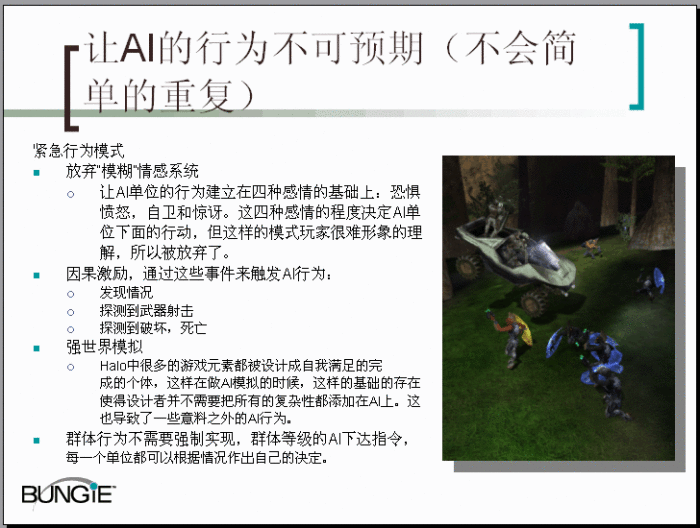 让AI的行为不可预期（不会简
单的重复）
紧急行为模式
放弃“模糊”情感系统
让AI单位的行为建立在四种感情的基础上：恐惧
愤怒，自卫和惊讶。这四种感情的程度决定AI单
位下面的行动，但这样的模式玩家很难形象的理
解，所以被放弃了。
因果激励，通过这些事件来触发AI行为：
发现情况
探测到武器射击
探测到破坏，死亡
强世界模拟
Halo中很多的游戏元素都被设计成自我满足的完
成的个体，这样在做AI模拟的时候，这样的基础的存在
使得设计者并不需要把所有的复杂性都添加在AI上。这
也导致了一些意料之外的AI行为。
群体行为不需要强制实现，群体等级的AI下达指令，
每一个单位都可以根据情况作出自己的决定。
BUNGiE